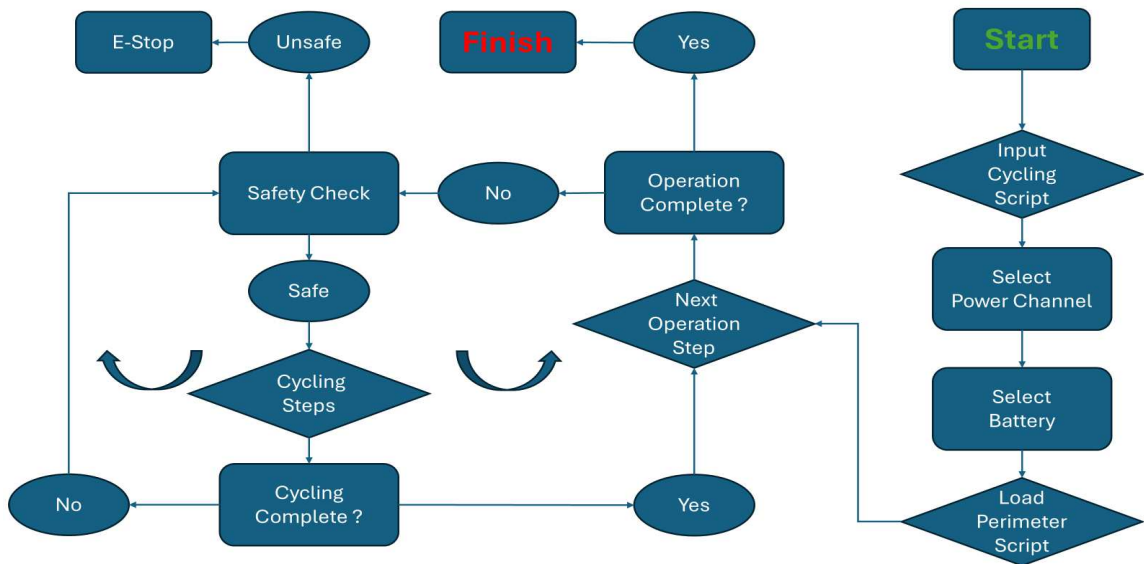 E-Stop
Unsafe
Finish
Yes
Start
Safety Check
No
Operation
Complete ?
Input
Cycling
Script
Safe
Next
Operation
Step
Select
Power Channel
Cycling
Steps
Select
Battery
No
Cycling
Complete ?
Yes
Load
Perimeter
Script